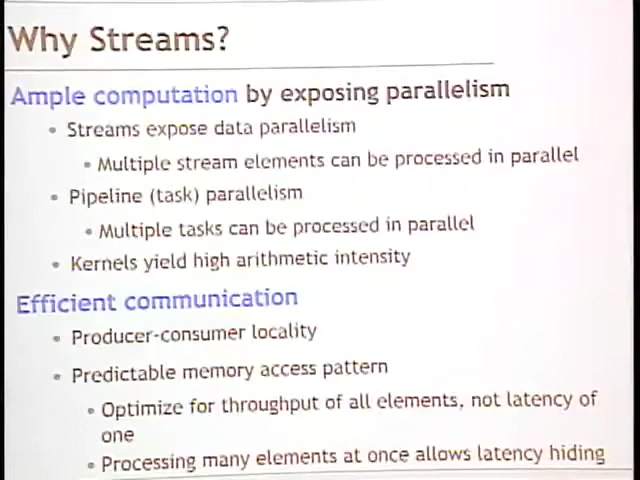 Why Streams?
Ample computation by exposing parallelism
• Streams expose data parallelism
• Multiple stream elements can be processed in parallel
• Pipeline (task) parallelism
• Multiple tasks can be processed in parallel
• Kernels yield high arithmetic intensity
Efficient communication
• Producer-consumer locality
• Predictable memory access pattern
• Optimize for throughput of all elements, not latency of
one
• Processing many elements at once allows latency hiding